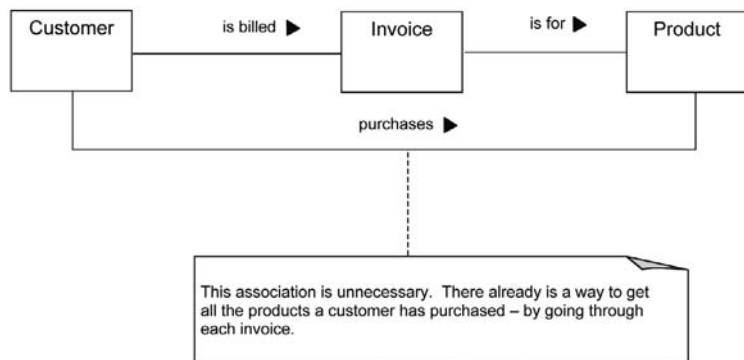 Customer
is billed ▶
Invoice
is for ▶
Product
purchases ▶
This association is unnecessary.  There already is a way to get
all the products a customer has purchased – by going through
each invoice.